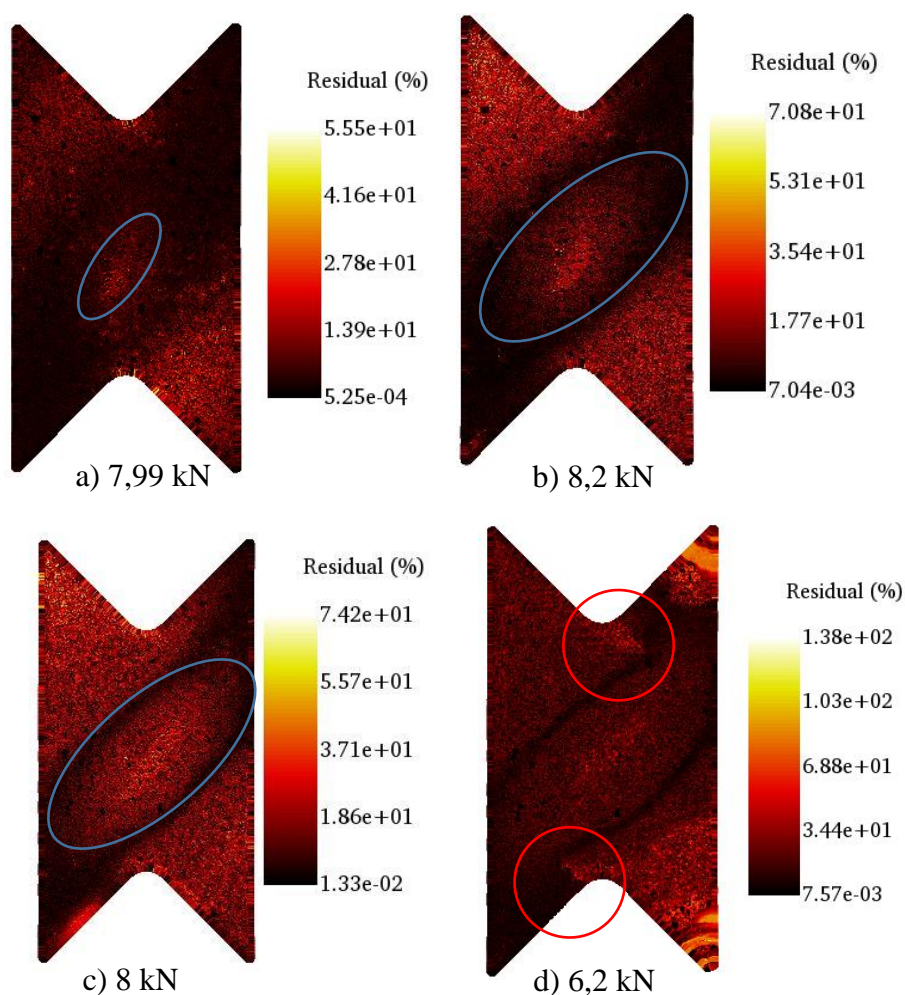 Residual (%)
5.55e+01
4.16e+01
2.78e+01
1.39e+01
5.25e-04
a) 7,99 kN
Residual (%)
7.08e+01
5.31e+01
3.54e+01
1.77e+01
7.04e-03
b) 8,2 kN
Residual (%)
7.42e+01
5.57e+01
3.71e+01
1.86e+01
1.33e-02
c) 8 kN
Residual (%)
1.38e+02
1.03e+02
6.88e+01
3.44e+01
7.57e-03
d) 6,2 kN